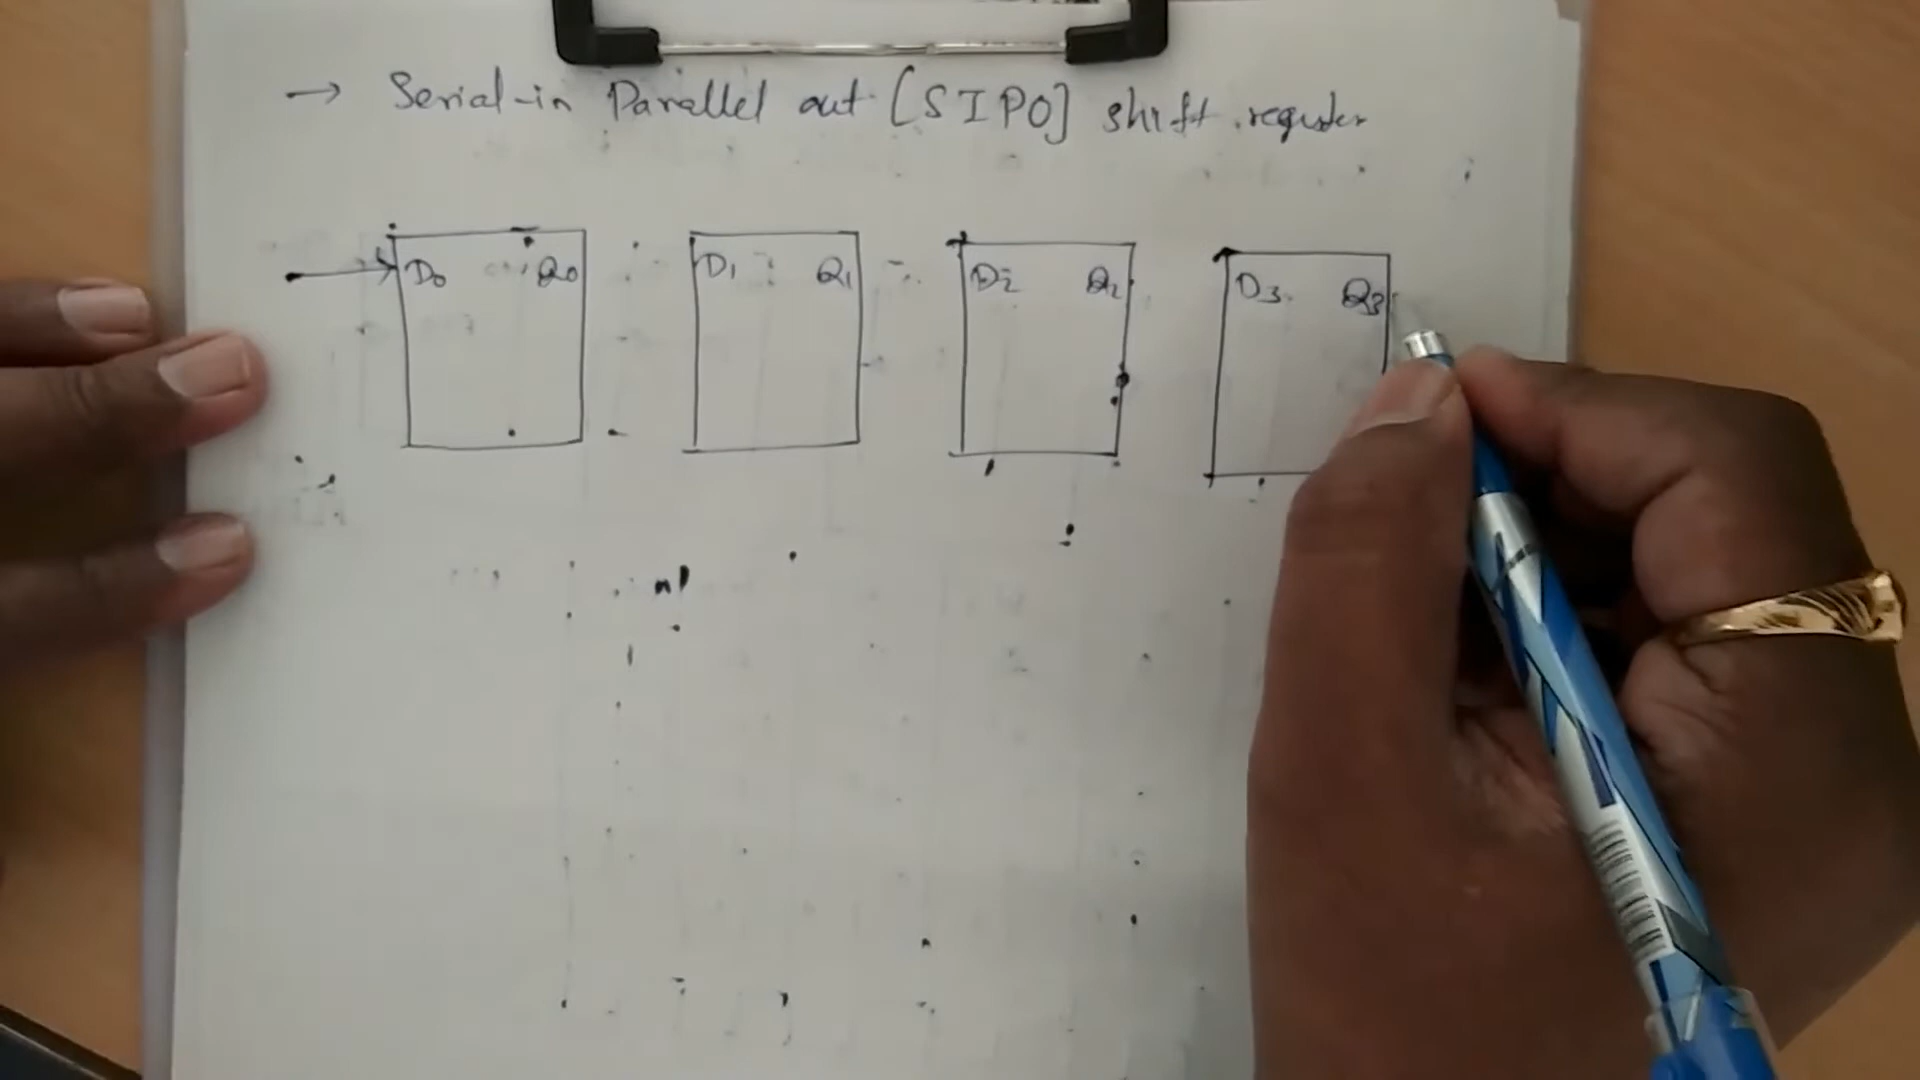 → Serial-in Parallel out [SIPO] shift register
D0 Q0 D1 Q1 D2 Q2 D3 Q3